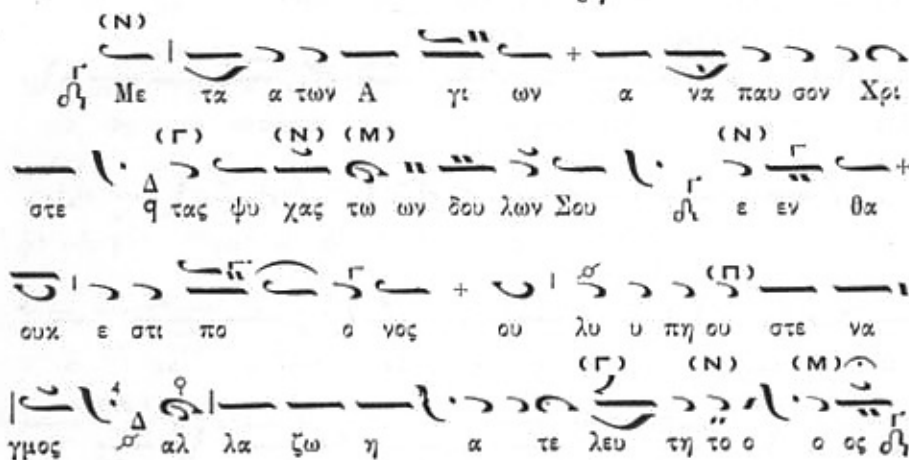 (Ν)
Με τα α των Α γι ων α να παυ σον Χρι
(Γ) (Ν) (Μ) (Ν)
στε Δ q τας ψυ χας τω ων δου λων Σου Γ ε εν θα
(Π)
ουκ ε στι πο ο νος ου λυ υ πη ου στε να
(Γ) (Ν) (Μ)
γμος Δ αλ λα ζω η α τε λευ τη το ο ο ος